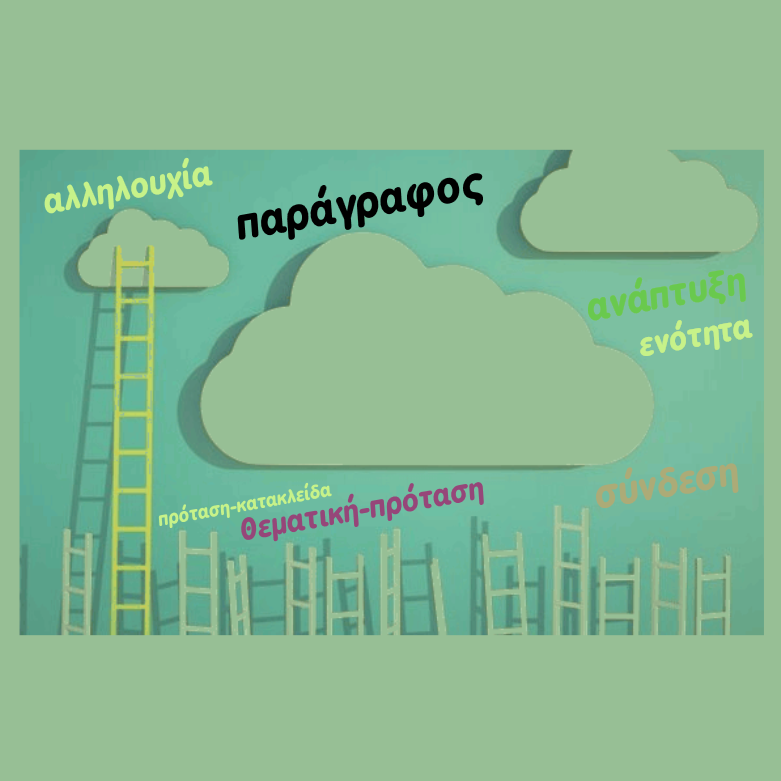 αλληλουχία
παράγραφος
ανάπτυξη
ενότητα
πρόταση-κατακλείδα
θεματική-πρόταση
σύνδεση